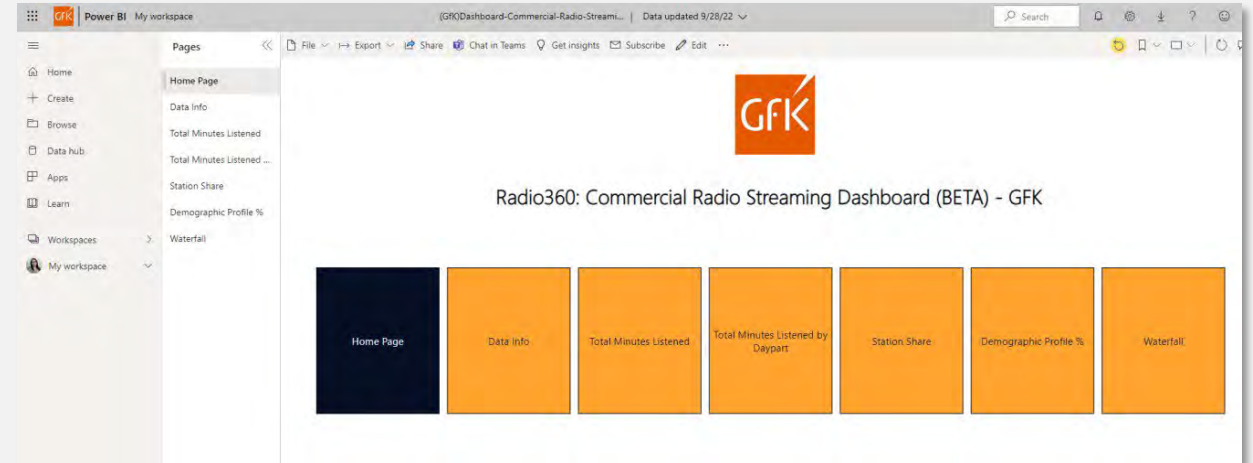 GfK Power BI My workspace (GfK)Dashboard-Commercial-Radio-Streami... | Data updated 9/28/22 Search
Pages
File Export Share Chat in Teams Get insights Subscribe Edit ...
Home
Create
Browse
Data hub
Apps
Learn
Workspaces
My workspace
Home Page
Data Info
Total Minutes Listened
Total Minutes Listened ...
Station Share
Demographic Profile %
Waterfall
GfK
Radio360: Commercial Radio Streaming Dashboard (BETA) - GFK
Home Page
Data Info
Total Minutes Listened
Total Minutes Listened by
Daypart
Station Share
Demographic Profile %
Waterfall